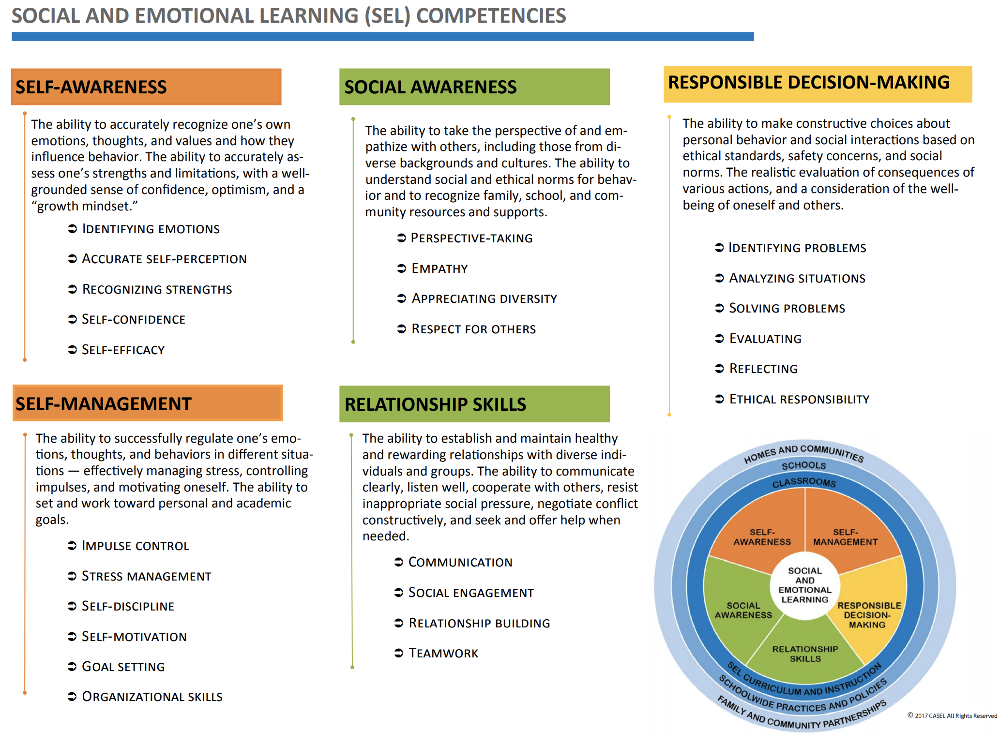 SOCIAL AND EMOTIONAL LEARNING (SEL) COMPETENCIES
SELF-AWARENESS
The ability to accurately recognize one’s own
emotions, thoughts, and values and how they
influence behavior. The ability to accurately as-
sess one’s strengths and limitations, with a well-
grounded sense of confidence, optimism, and a
“growth mindset.”
➲ IDENTIFYING EMOTIONS
➲ ACCURATE SELF-PERCEPTION
➲ RECOGNIZING STRENGTHS
➲ SELF-CONFIDENCE
➲ SELF-EFFICACY
SELF-MANAGEMENT
The ability to successfully regulate one’s emo-
tions, thoughts, and behaviors in different situa-
tions — effectively managing stress, controlling
impulses, and motivating oneself. The ability to
set and work toward personal and academic
goals.
➲ IMPULSE CONTROL
➲ STRESS MANAGEMENT
➲ SELF-DISCIPLINE
➲ SELF-MOTIVATION
➲ GOAL SETTING
➲ ORGANIZATIONAL SKILLS
SOCIAL AWARENESS
The ability to take the perspective of and em-
pathize with others, including those from di-
verse backgrounds and cultures. The ability to
understand social and ethical norms for behav-
ior and to recognize family, school, and com-
munity resources and supports.
➲ PERSPECTIVE-TAKING
➲ EMPATHY
➲ APPRECIATING DIVERSITY
➲ RESPECT FOR OTHERS
RELATIONSHIP SKILLS
The ability to establish and maintain healthy
and rewarding relationships with diverse indi-
viduals and groups. The ability to communicate
clearly, listen well, cooperate with others, resist
inappropriate social pressure, negotiate conflict
constructively, and seek and offer help when
needed.
➲ COMMUNICATION
➲ SOCIAL ENGAGEMENT
➲ RELATIONSHIP BUILDING
➲ TEAMWORK
RESPONSIBLE DECISION-MAKING
The ability to make constructive choices about
personal behavior and social interactions based on
ethical standards, safety concerns, and social
norms. The realistic evaluation of consequences of
various actions, and a consideration of the well-
being of oneself and others.
➲ IDENTIFYING PROBLEMS
➲ ANALYZING SITUATIONS
➲ SOLVING PROBLEMS
➲ EVALUATING
➲ REFLECTING
➲ ETHICAL RESPONSIBILITY
HOMES AND COMMUNITIES
SCHOOLS
CLASSROOMS
SELF-
AWARENESS
SELF-
MANAGEMENT
SOCIAL
AND
EMOTIONAL
LEARNING
SOCIAL
AWARENESS
RESPONSIBLE
DECISION-
MAKING
RELATIONSHIP
SKILLS
SEL CURRICULUM AND INSTRUCTION
SCHOOLWIDE PRACTICES AND POLICIES
FAMILY AND COMMUNITY PARTNERSHIPS
© 2017 CASEL All Rights Reserved